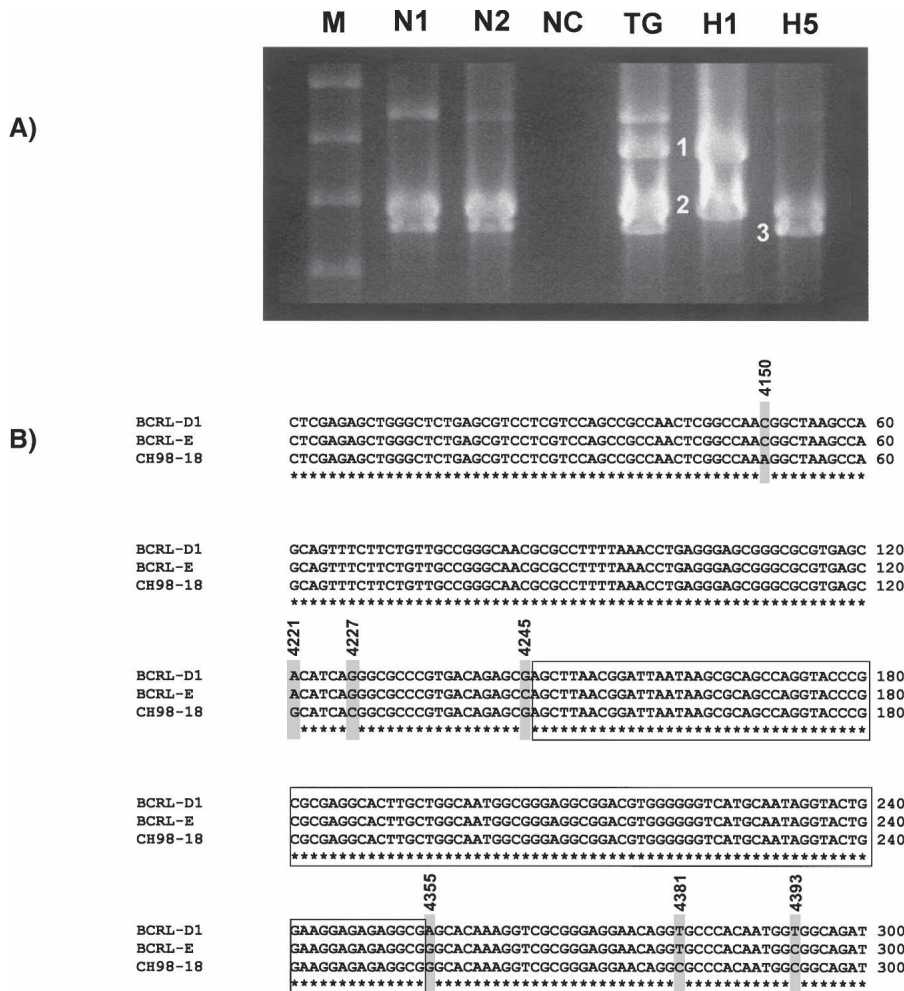 M N1 N2 NC TG H1 H5
A)
1
2
3
4150
B)
BCRL-D1 CTCGAGAGCTGGGCTCTGAGCGTCCTCGTCCAGCCGCCAACTCGGCCAACGGCTAAGCCA 60
BCRL-E CTCGAGAGCTGGGCTCTGAGCGTCCTCGTCCAGCCGCCAACTCGGCCAACGGCTAAGCCA 60
CH98-18 CTCGAGAGCTGGGCTCTGAGCGTCCTCGTCCAGCCGCCAACTCGGCCAAAGGCTAAGCCA 60
************************************************* **********
BCRL-D1 GCAGTTTCTTCTGTTGCCGGGCAACGCGCCTTTTAAACCTGAGGGAGCGGGCGCGTGAGC 120
BCRL-E GCAGTTTCTTCTGTTGCCGGGCAACGCGCCTTTTAAACCTGAGGGAGCGGGCGCGTGAGC 120
CH98-18 GCAGTTTCTTCTGTTGCCGGGCAACGCGCCTTTTAAACCTGAGGGAGCGGGCGCGTGAGC 120
************************************************************
4221 4227 4245
BCRL-D1 ACATCAGGGCGCCCGTGACAGAGCGAGCTTAACGGATTAATAAGCGCAGCCAGGTACCCG 180
BCRL-E ACATCAGGGCGCCCGTGACAGAGCCAGCTTAACGGATTAATAAGCGCAGCCAGGTACCCG 180
CH98-18 GCATCACGGCGCCCGTGACAGAGCGAGCTTAACGGATTAATAAGCGCAGCCAGGTACCCG 180
***** ***************** ***********************************
BCRL-D1 CGCGAGGCACTTGCTGGCAATGGCGGGAGGCGGACGTGGGGGGTCATGCAATAGGTACTG 240
BCRL-E CGCGAGGCACTTGCTGGCAATGGCGGGAGGCGGACGTGGGGGGTCATGCAATAGGTACTG 240
CH98-18 CGCGAGGCACTTGCTGGCAATGGCGGGAGGCGGACGTGGGGGGTCATGCAATAGGTACTG 240
************************************************************
4355 4381 4393
BCRL-D1 GAAGGAGAGAGGCGAGCACAAAGGTCGCGGGAGGAACAGGTGCCCACAATGGTGGCAGAT 300
BCRL-E GAAGGAGAGAGGCGGGCACAAAGGTCGCGGGAGGAACAGGTGCCCACAATGGCGGCAGAT 300
CH98-18 GAAGGAGAGAGGCGGGCACAAAGGTCGCGGGAGGAACAGGCGCCCACAATGGCGGCAGAT 300
************** ************************* *********** *******